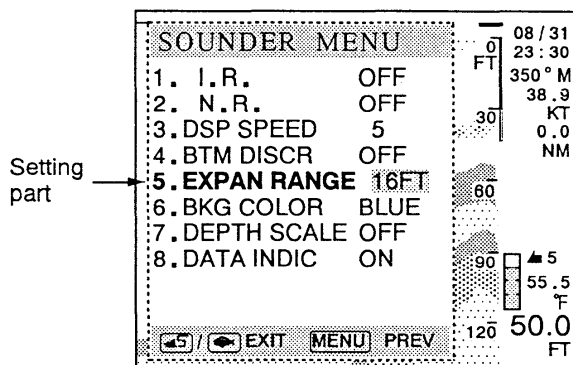 SOUNDER MENU
1. I.R. OFF
2. N.R. OFF
3.DSP SPEED 5
4.BTM DISCR OFF
5.EXPAN RANGE 16FT
6.BKG COLOR BLUE
7.DEPTH SCALE OFF
8.DATA INDIC ON
5 / EXIT MENU PREV
Setting
part
0
FT
30
60
90
120
08 / 31
23 : 30
350° M
38.9
KT
0.0
NM
5
55.5
°F
50.0
FT